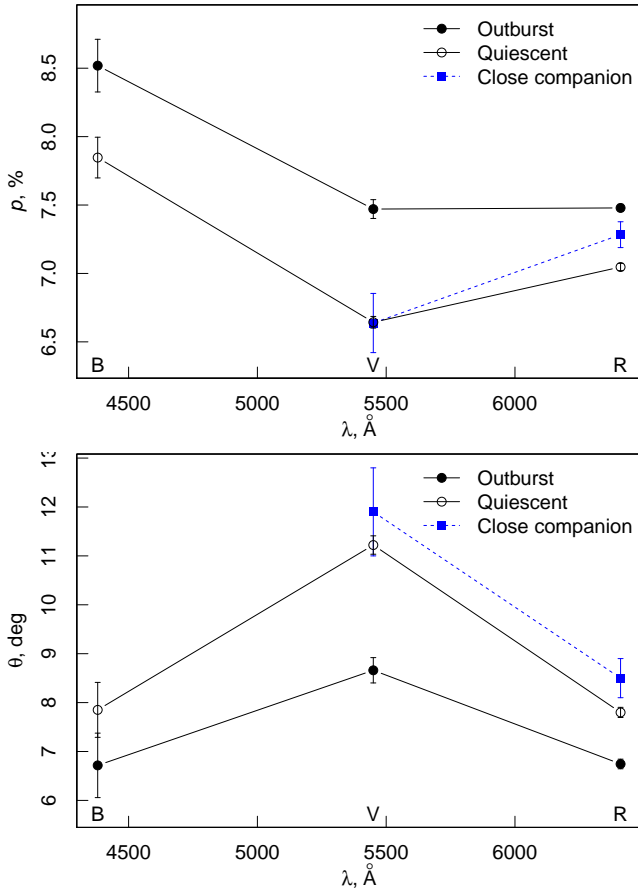 Outburst
Quiescent
Close companion
8.5
8.0
7.5
7.0
6.5
p, %
B V R
4500 5000 5500 6000
λ, Å
Outburst
Quiescent
Close companion
13
12
11
10
9
8
7
6
θ, deg
B V R
4500 5000 5500 6000
λ, Å